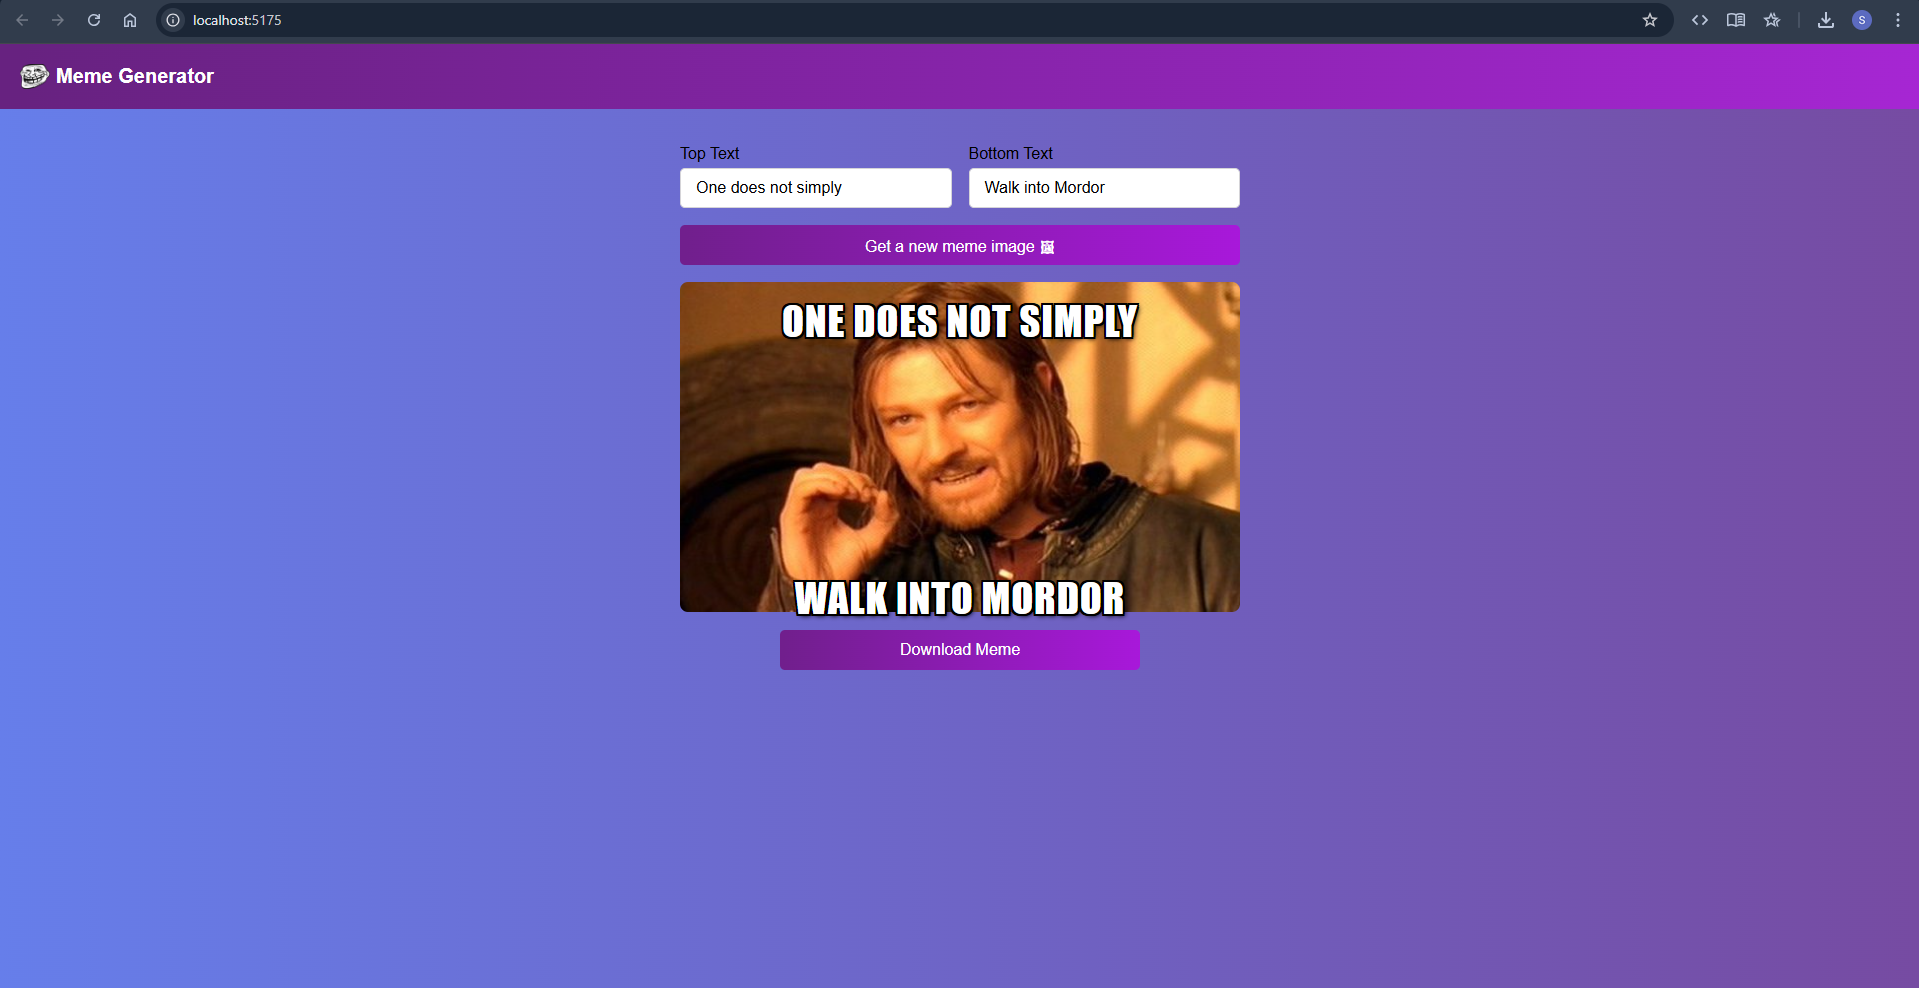 localhost:5175
S
Meme Generator
Top Text
Bottom Text
One does not simply
Walk into Mordor
Get a new meme image 🖼
ONE DOES NOT SIMPLY
WALK INTO MORDOR
Download Meme